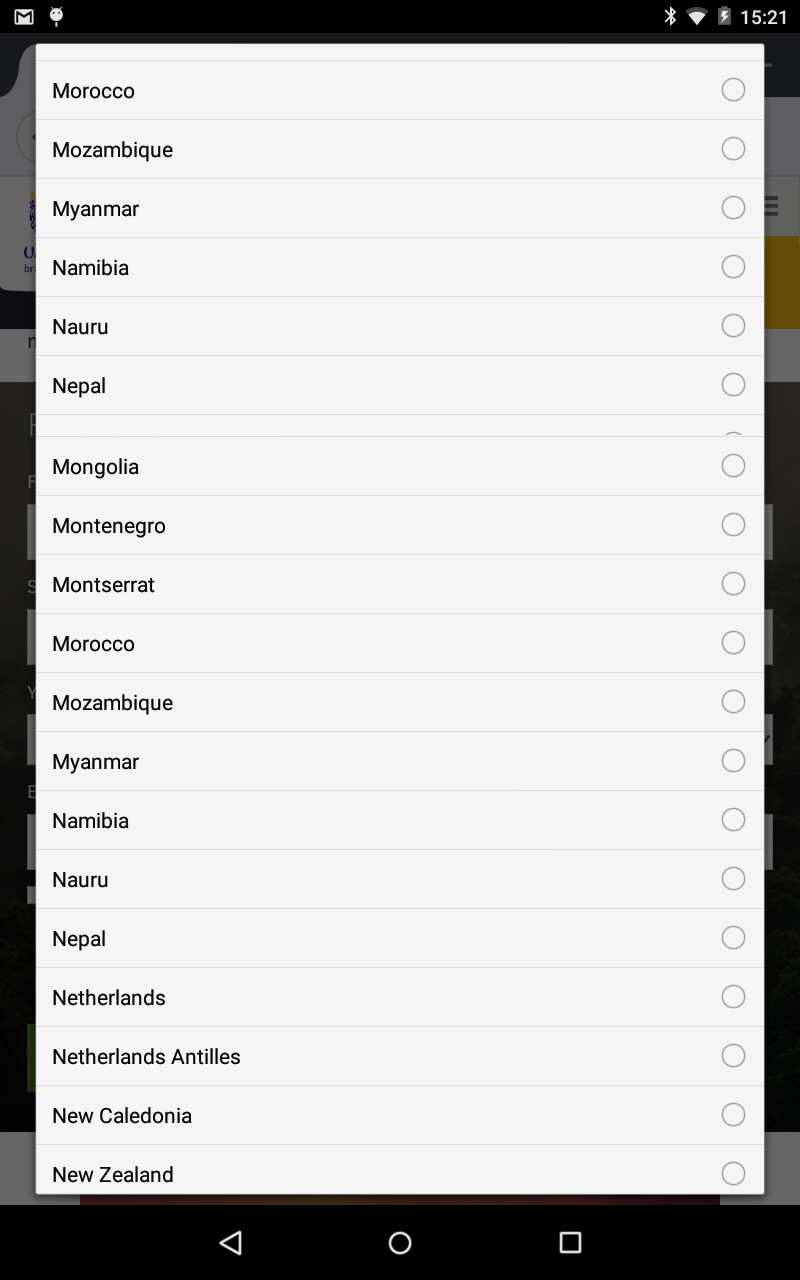 15:21
Morocco
Mozambique
Myanmar
Namibia
Nauru
Nepal
Mongolia
Montenegro
Montserrat
Morocco
Mozambique
Myanmar
Namibia
Nauru
Nepal
Netherlands
Netherlands Antilles
New Caledonia
New Zealand